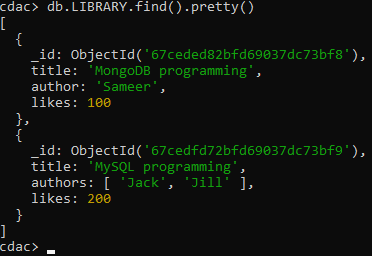 cdac> db.LIBRARY.find().pretty()
[
  {
    _id: ObjectId('67ceded82bfd69037dc73bf8'),
    title: 'MongoDB programming',
    author: 'Sameer',
    likes: 100
  },
  {
    _id: ObjectId('67cedfd72bfd69037dc73bf9'),
    title: 'MySQL programming',
    authors: [ 'Jack', 'Jill' ],
    likes: 200
  }
]
cdac>